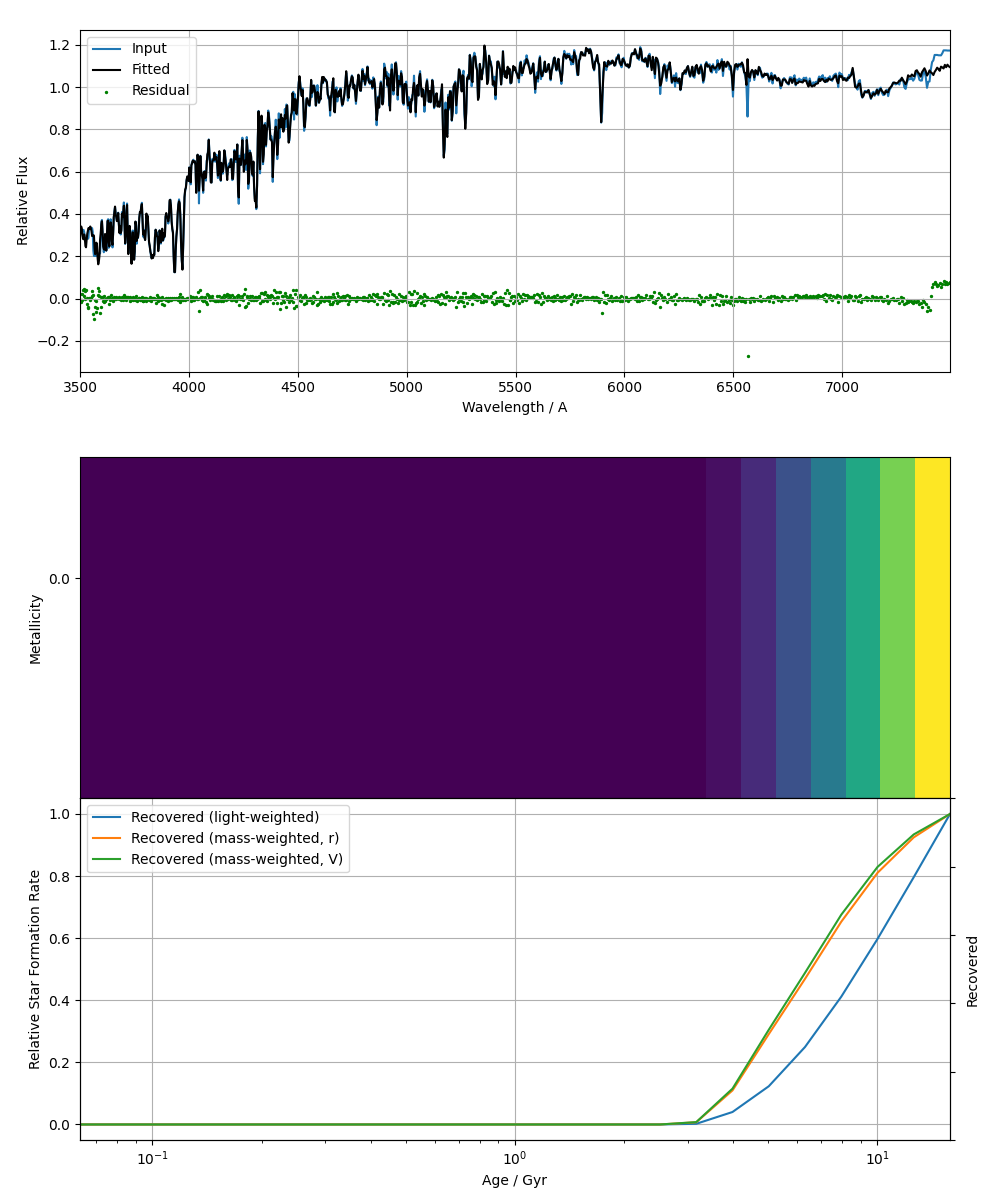 1.2
1.0
0.8
0.6
0.4
0.2
0.0
−0.2
Relative Flux
Input
Fitted
Residual
3500 4000 4500 5000 5500 6000 6500 7000
Wavelength / A
0.0
Metallicity
1.0
0.8
0.6
0.4
0.2
0.0
Relative Star Formation Rate
Recovered (light-weighted)
Recovered (mass-weighted, r)
Recovered (mass-weighted, V)
Recovered
10⁻¹ 10⁰ 10¹
Age / Gyr